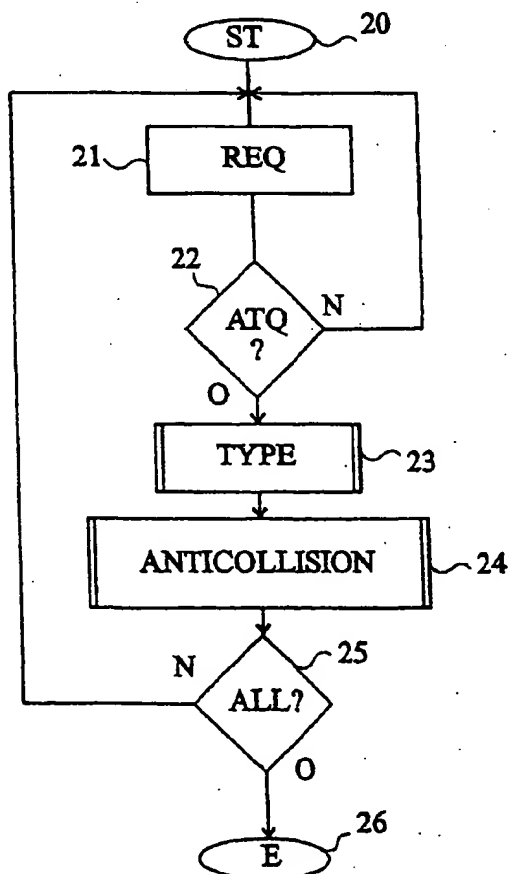 ST 20
21 REQ
22
ATQ
?
N
O
TYPE 23
ANTICOLLISION 24
N 25
ALL?
O
E 26